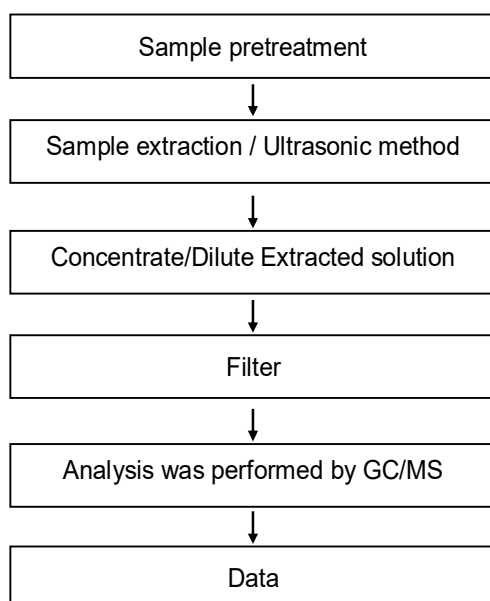 Sample pretreatment
Sample extraction / Ultrasonic method
Concentrate/Dilute Extracted solution
Filter
Analysis was performed by GC/MS
Data